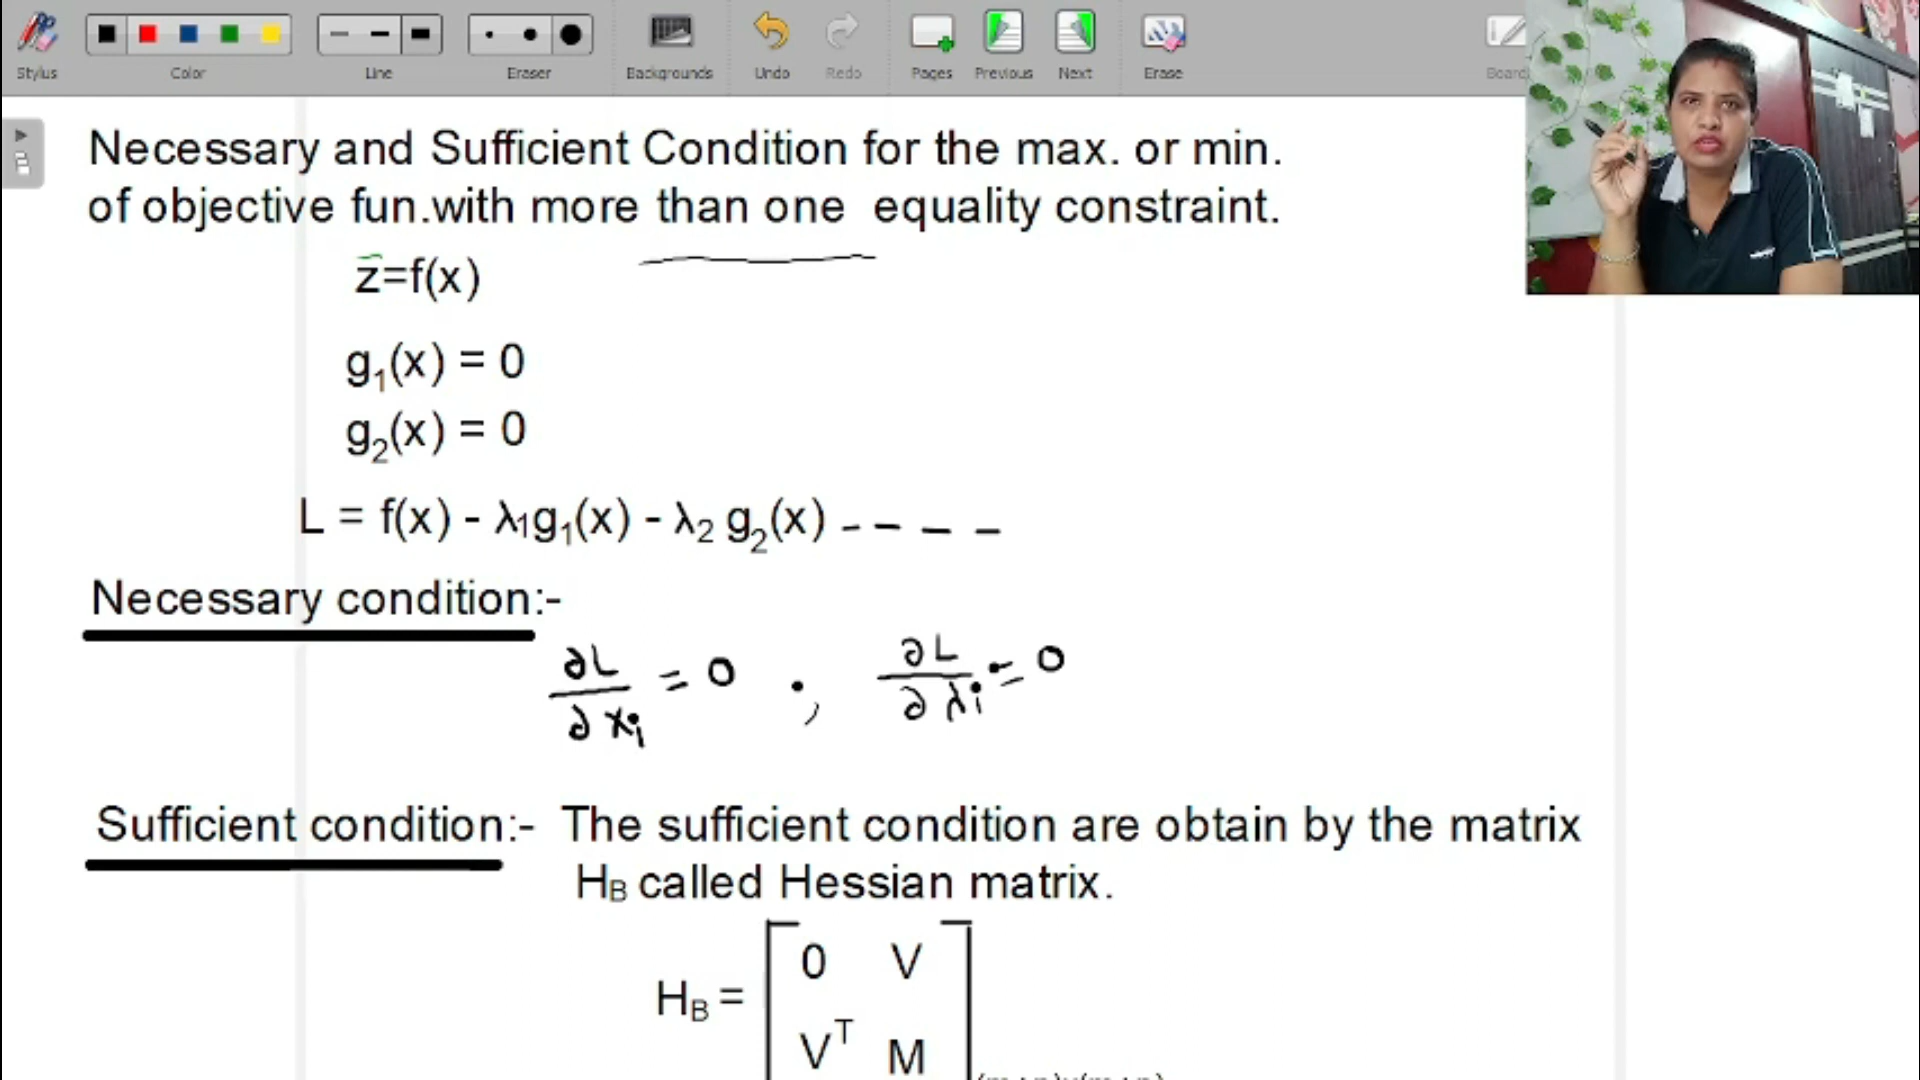 Stylus Color Line Eraser Backgrounds Undo Redo Pages Previous Next Erase Board
Necessary and Sufficient Condition for the max. or min.
of objective fun.with more than one equality constraint.
z=f(x)
g₁(x) = 0
g₂(x) = 0
L = f(x) - λ₁g₁(x) - λ₂ g₂(x) - - - -
Necessary condition:-
∂L/∂xᵢ = 0 ; ∂L/∂λᵢ = 0
Sufficient condition:- The sufficient condition are obtain by the matrix
H_B called Hessian matrix.
0 V
H_B =
Vᵀ M